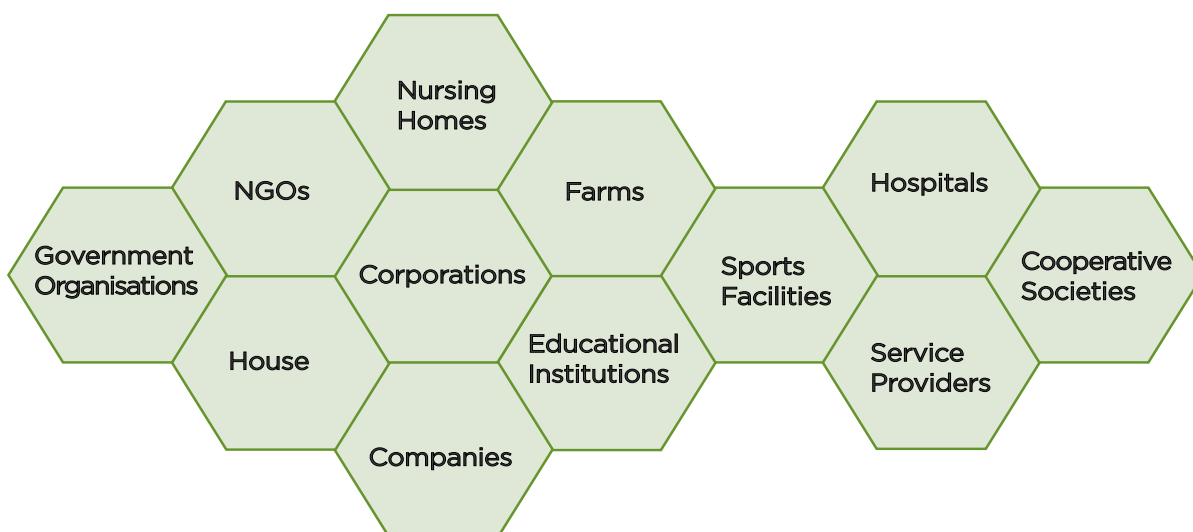 Nursing
Homes
NGOs
Farms
Hospitals
Government
Organisations
Corporations
Sports
Facilities
Cooperative
Societies
House
Educational
Institutions
Service
Providers
Companies